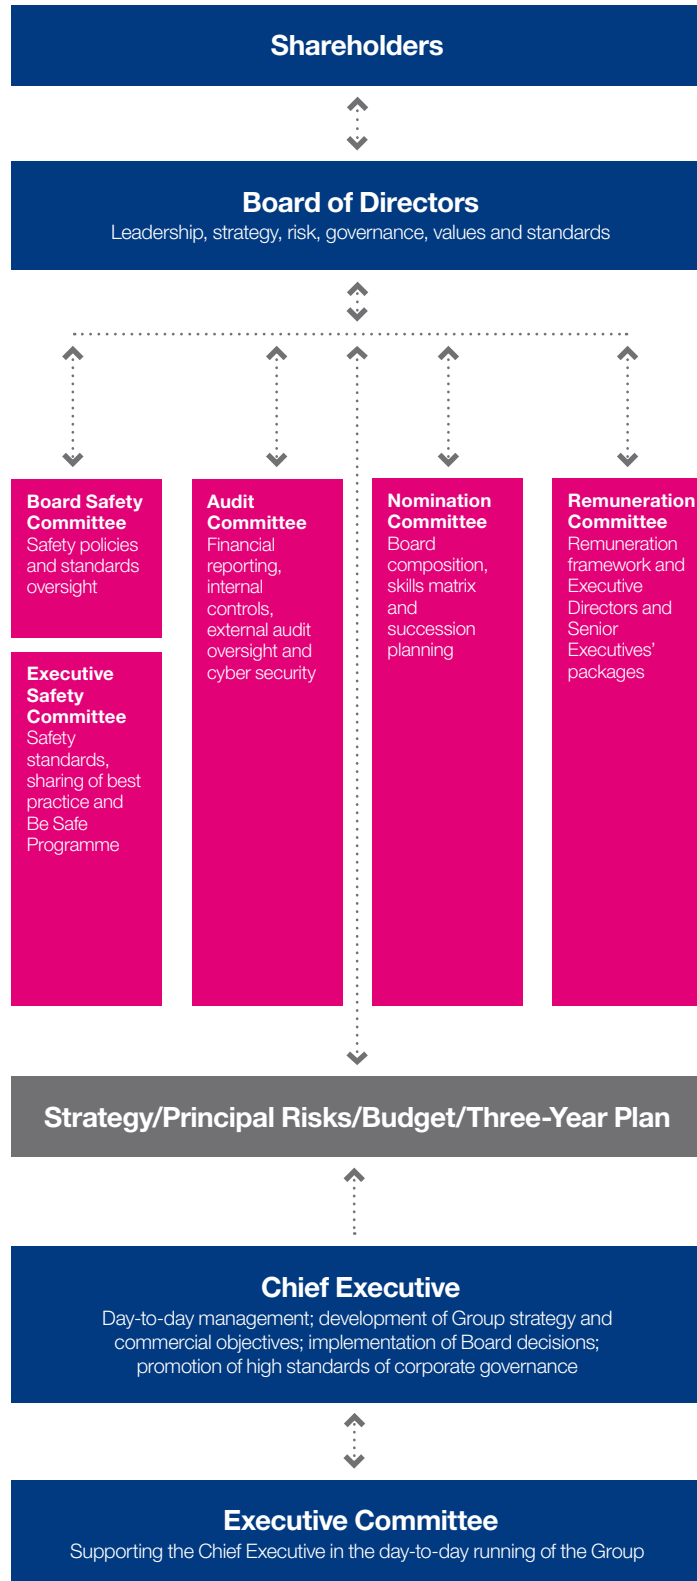 Shareholders
Board of Directors
Leadership, strategy, risk, governance, values and standards
Board Safety
Committee
Safety policies
and standards
oversight
Executive
Safety
Committee
Safety
standards,
sharing of best
practice and
Be Safe
Programme
Audit
Committee
Financial
reporting,
internal
controls,
external audit
oversight and
cyber security
Nomination
Committee
Board
composition,
skills matrix
and
succession
planning
Remuneration
Committee
Remuneration
framework and
Executive
Directors and
Senior
Executives’
packages
Strategy/Principal Risks/Budget/Three-Year Plan
Chief Executive
Day-to-day management; development of Group strategy and
commercial objectives; implementation of Board decisions;
promotion of high standards of corporate governance
Executive Committee
Supporting the Chief Executive in the day-to-day running of the Group